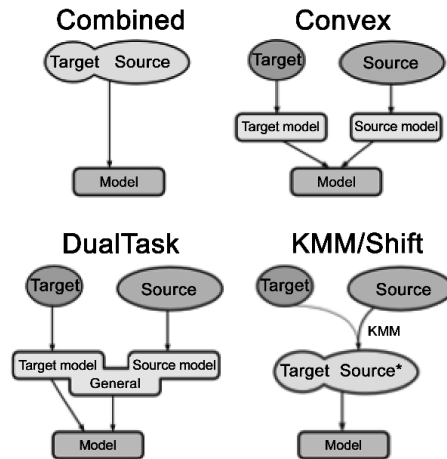 Combined
Target Source
Model
Convex
Target
Source
Target model
Source model
Model
DualTask
Target
Source
Target model
Source model
General
Model
KMM/Shift
Target
Source
KMM
Target Source*
Model